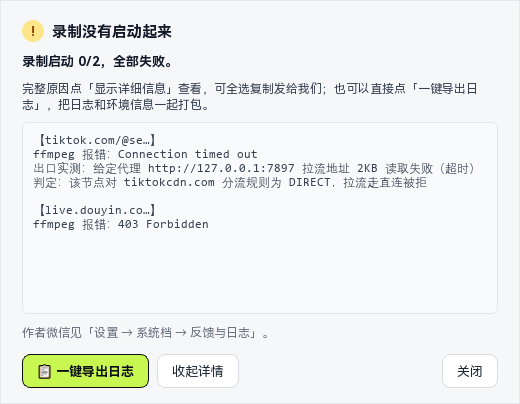 ! 录制没有启动起来
录制启动 0/2，全部失败。
完整原因点「显示详细信息」查看，可全选复制发给我们；也可以直接点「一键导出日
志」，把日志和环境信息一起打包。
【tiktok.com/@se…】
ffmpeg 报错：Connection timed out
出口实测：给定代理 http://127.0.0.1:7897 拉流地址 2KB 读取失败（超时）
判定：该节点对 tiktokcdn.com 分流规则为 DIRECT，拉流走直连被拒
【live.douyin.co…】
ffmpeg 报错：403 Forbidden
作者微信见「设置 → 系统档 → 反馈与日志」。
📋 一键导出日志
收起详情
关闭